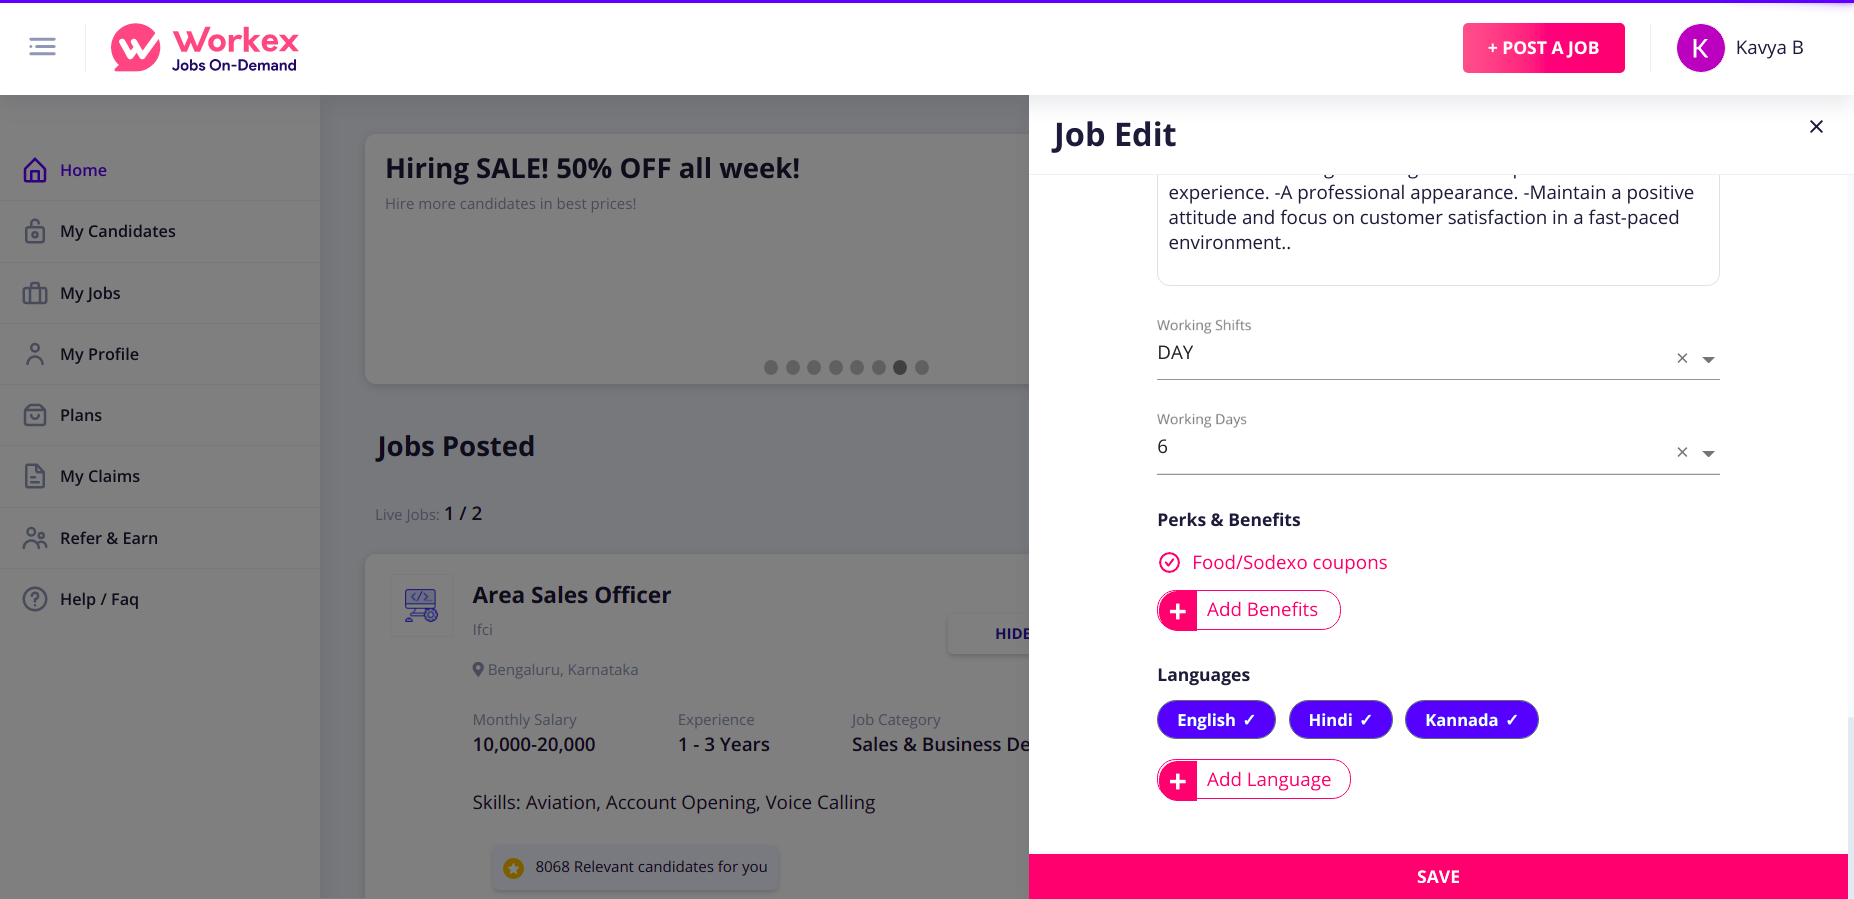 Workex
Jobs On-Demand
+ POST A JOB
K
Kavya B
Home
My Candidates
My Jobs
My Profile
Plans
My Claims
Refer & Earn
Help / Faq
Hiring SALE! 50% OFF all week!
Hire more candidates in best prices!
Jobs Posted
Live Jobs: 1 / 2
Area Sales Officer
Ifci
HIDE
Bengaluru, Karnataka
Monthly Salary
10,000-20,000
Experience
1 - 3 Years
Job Category
Sales & Business De
Skills: Aviation, Account Opening, Voice Calling
8068 Relevant candidates for you
Job Edit
experience. -A professional appearance. -Maintain a positive
attitude and focus on customer satisfaction in a fast-paced
environment..
Working Shifts
DAY
Working Days
6
Perks & Benefits
Food/Sodexo coupons
+ Add Benefits
Languages
English ✓
Hindi ✓
Kannada ✓
+ Add Language
SAVE